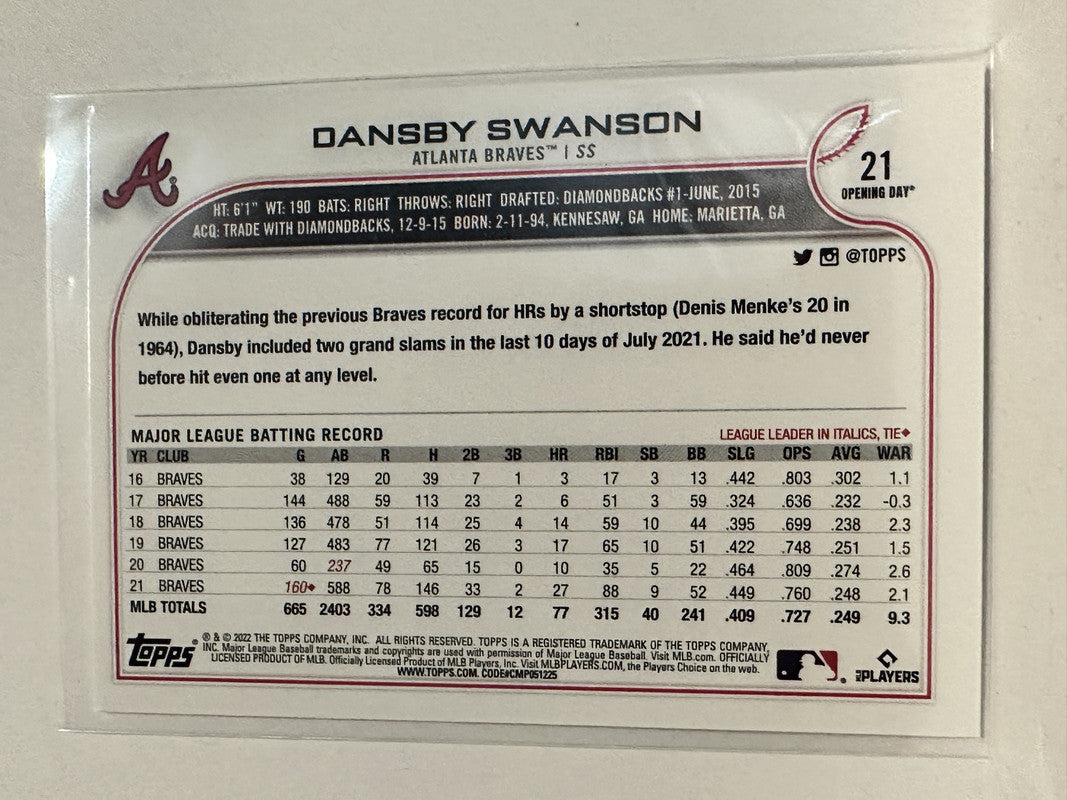 DANSBY SWANSON
ATLANTA BRAVES™ | SS
A
21
OPENING DAY®
HT: 6'1" WT: 190 BATS: RIGHT THROWS: RIGHT DRAFTED: DIAMONDBACKS #1-JUNE, 2015
ACQ: TRADE WITH DIAMONDBACKS, 12-9-15 BORN: 2-11-94, KENNESAW, GA HOME: MARIETTA, GA
@TOPPS
While obliterating the previous Braves record for HRs by a shortstop (Denis Menke's 20 in
1964), Dansby included two grand slams in the last 10 days of July 2021. He said he'd never
before hit even one at any level.
MAJOR LEAGUE BATTING RECORD LEAGUE LEADER IN ITALICS, TIE♦
YR CLUB G AB R H 2B 3B HR RBI SB BB SLG OPS AVG WAR
16 BRAVES 38 129 20 39 7 1 3 17 3 13 .442 .803 .302 1.1
17 BRAVES 144 488 59 113 23 2 6 51 3 59 .324 .636 .232 -0.3
18 BRAVES 136 478 51 114 25 4 14 59 10 44 .395 .699 .238 2.3
19 BRAVES 127 483 77 121 26 3 17 65 10 51 .422 .748 .251 1.5
20 BRAVES 60 237 49 65 15 0 10 35 5 22 .464 .809 .274 2.6
21 BRAVES 160♦ 588 78 146 33 2 27 88 9 52 .449 .760 .248 2.1
MLB TOTALS 665 2403 334 598 129 12 77 315 40 241 .409 .727 .249 9.3
Topps®
® & © 2022 THE TOPPS COMPANY, INC. ALL RIGHTS RESERVED. TOPPS IS A REGISTERED TRADEMARK OF THE TOPPS COMPANY,
INC. Major League Baseball trademarks and copyrights are used with permission of Major League Baseball. Visit MLB.com. OFFICIALLY
LICENSED PRODUCT OF MLB. Officially Licensed Product of MLB Players, Inc. Visit MLBPLAYERS.COM, the Players Choice on the web.
WWW.TOPPS.COM. CODE#CMP051225
MLBPLAYERS